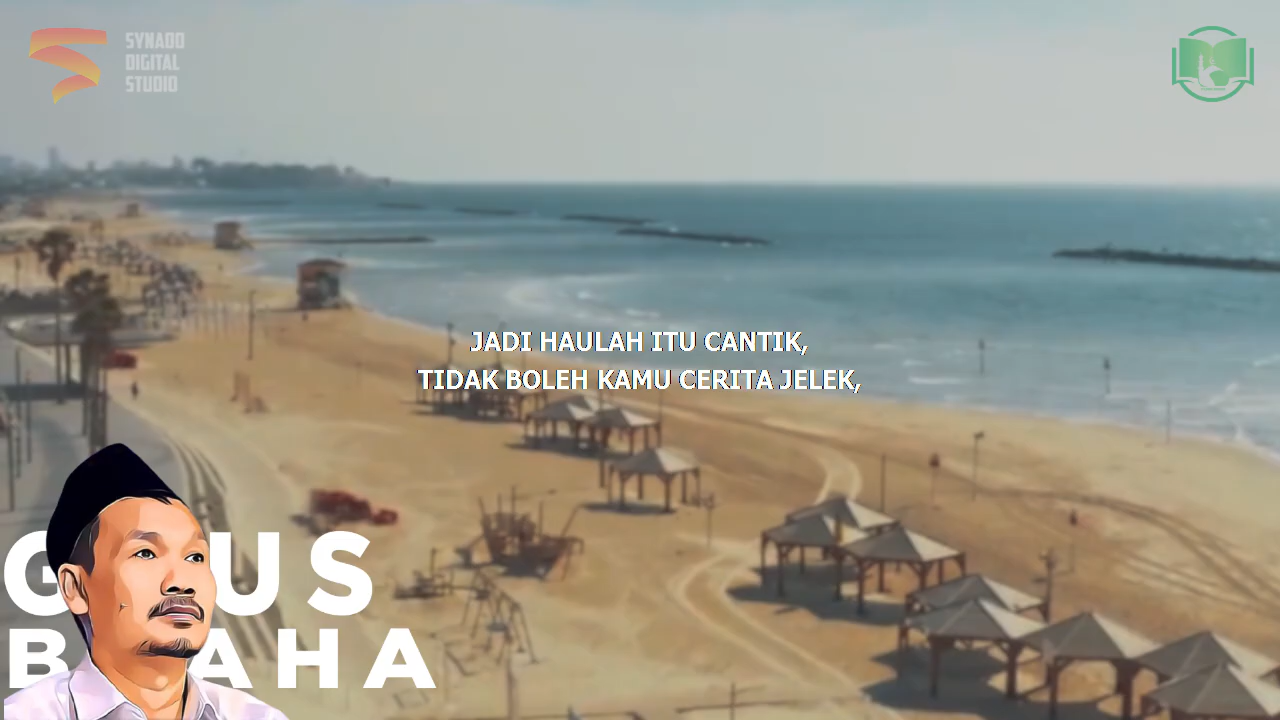 SYNADO
DIGITAL
STUDIO
JADI HAULAH ITU CANTIK,
TIDAK BOLEH KAMU CERITA JELEK,
G US
B AHA